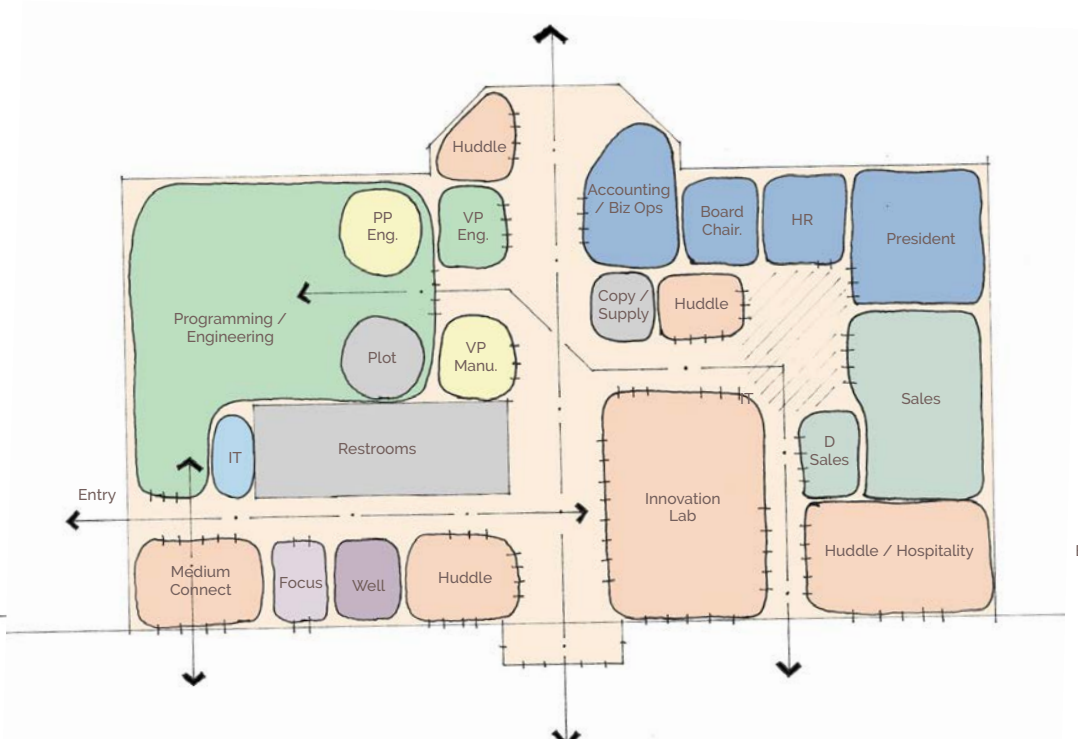 Huddle
Accounting
/ Biz Ops
PP
Eng.
VP
Eng.
Board
Chair.
HR
President
Copy /
Supply
Huddle
Programming /
Engineering
Plot
VP
Manu.
IT
Sales
IT
Restrooms
D
Sales
Entry
Innovation
Lab
Huddle / Hospitality
Medium
Connect
Focus
Well
Huddle